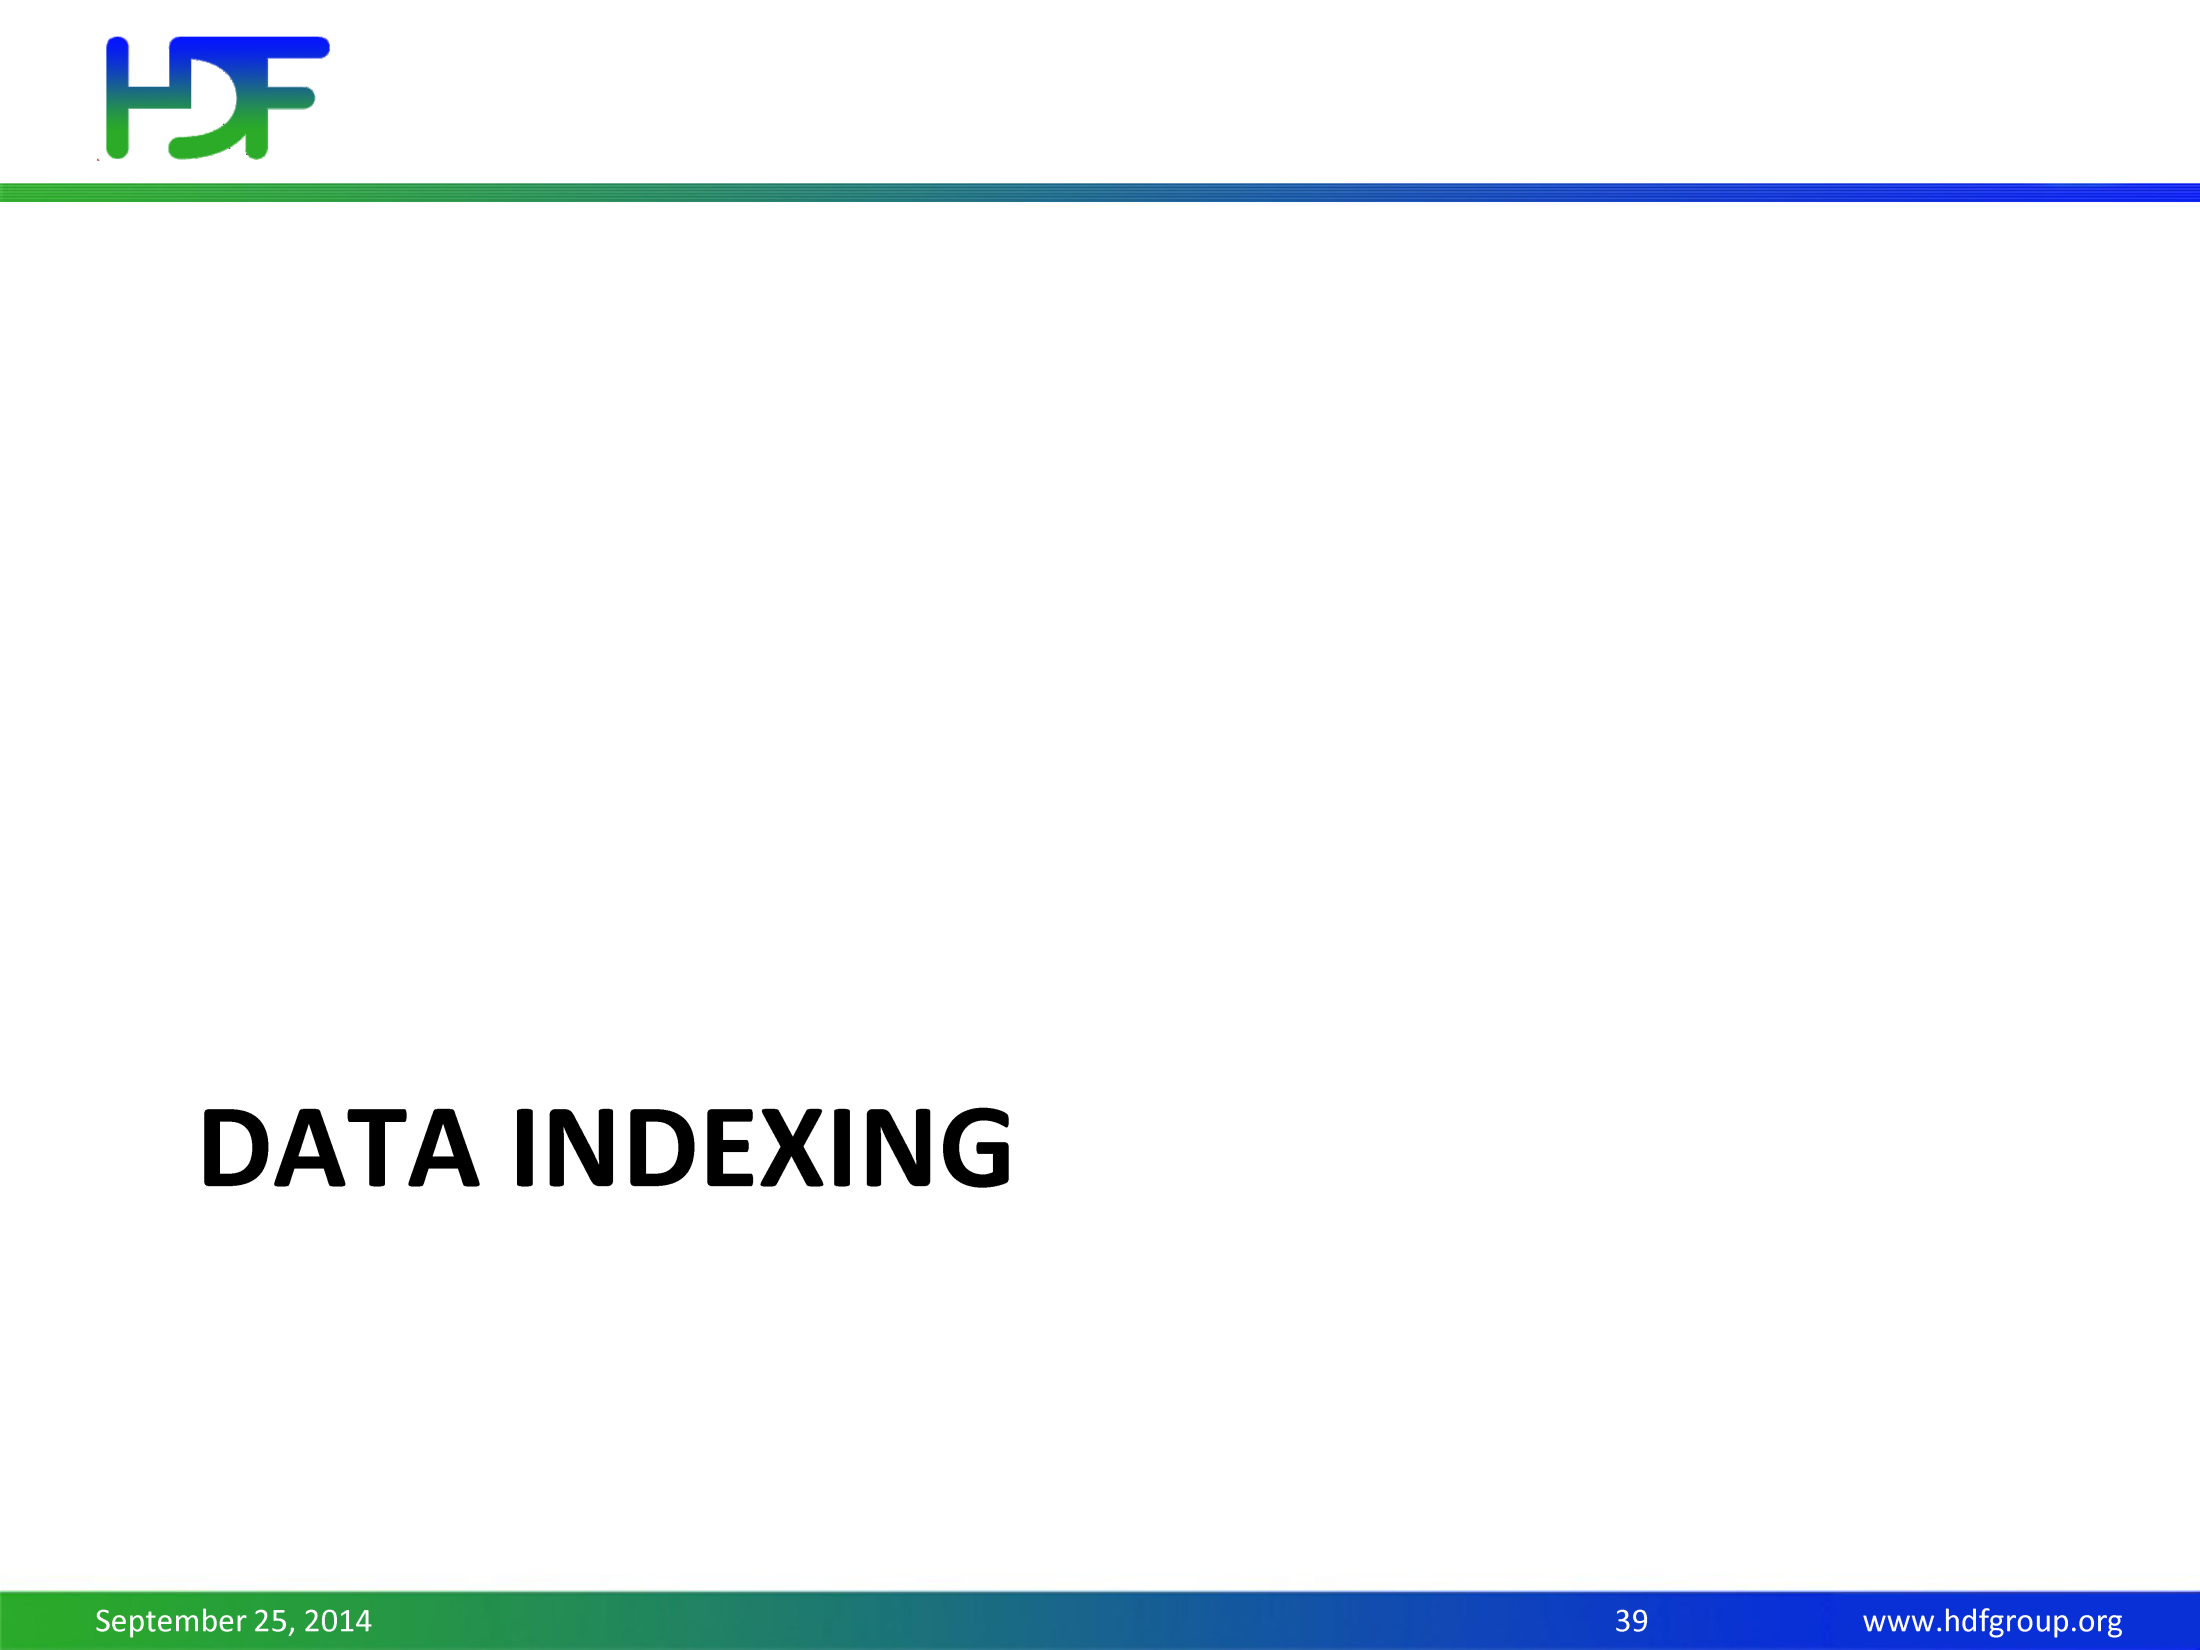 HDF
DATA INDEXING
September 25, 2014
39
www.hdfgroup.org